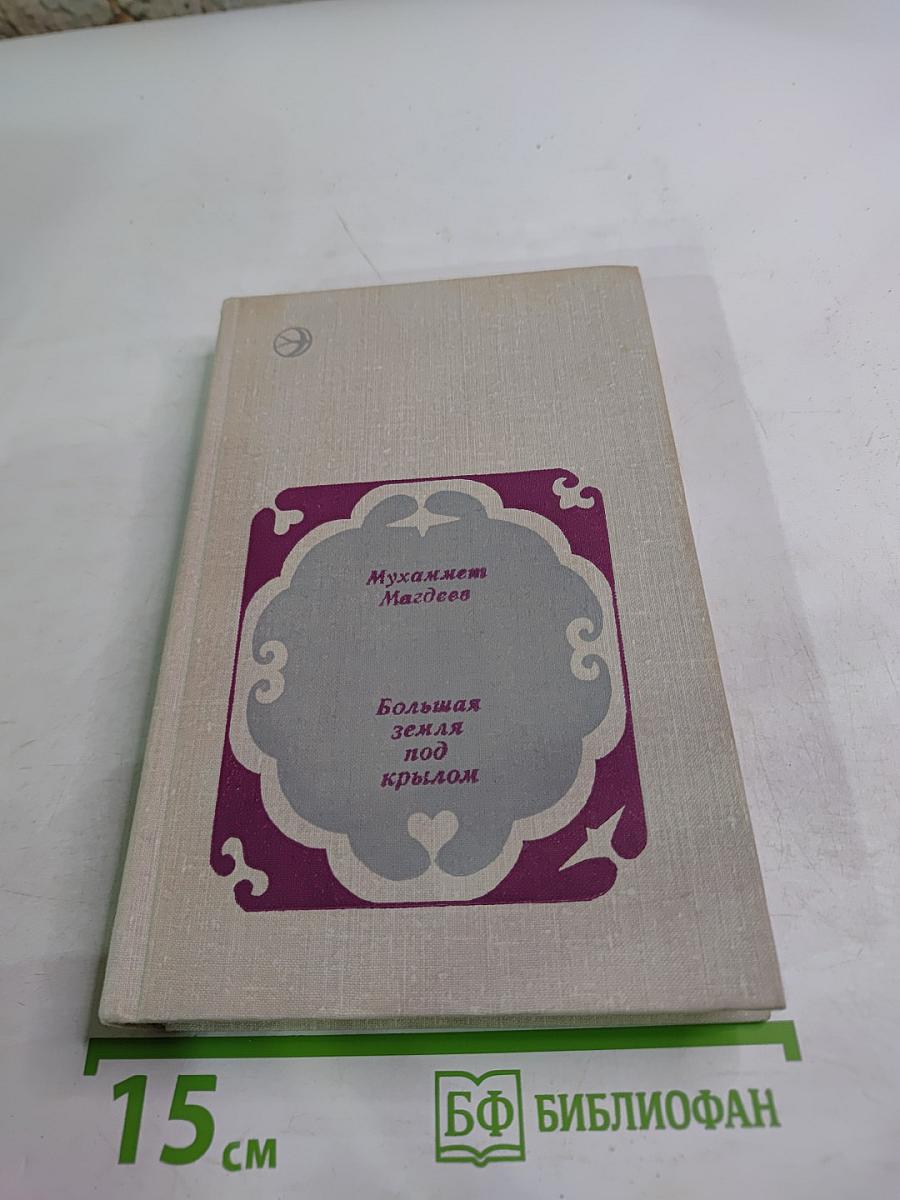 Мухаммет
Магдеев
Большая
земля
под
крылом
15 см
БФ БИБЛИОФАН